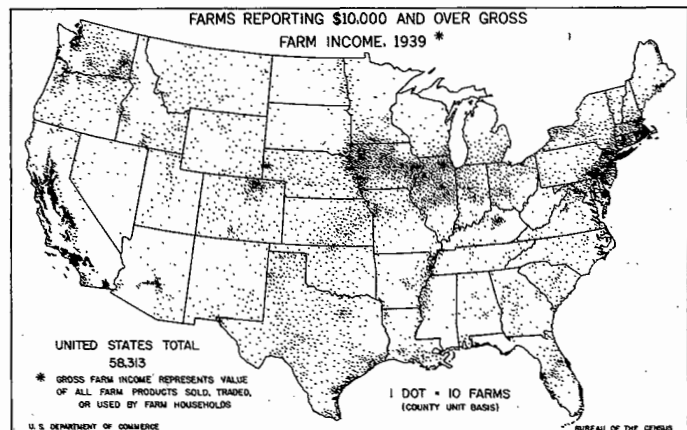 FARMS REPORTING $10,000 AND OVER GROSS
FARM INCOME, 1939 *
UNITED STATES TOTAL
58,313
* GROSS FARM INCOME REPRESENTS VALUE
OF ALL FARM PRODUCTS SOLD, TRADED,
OR USED BY FARM HOUSEHOLDS
1 DOT = 10 FARMS
(COUNTY UNIT BASIS)
U. S. DEPARTMENT OF COMMERCE
BUREAU OF THE CENSUS